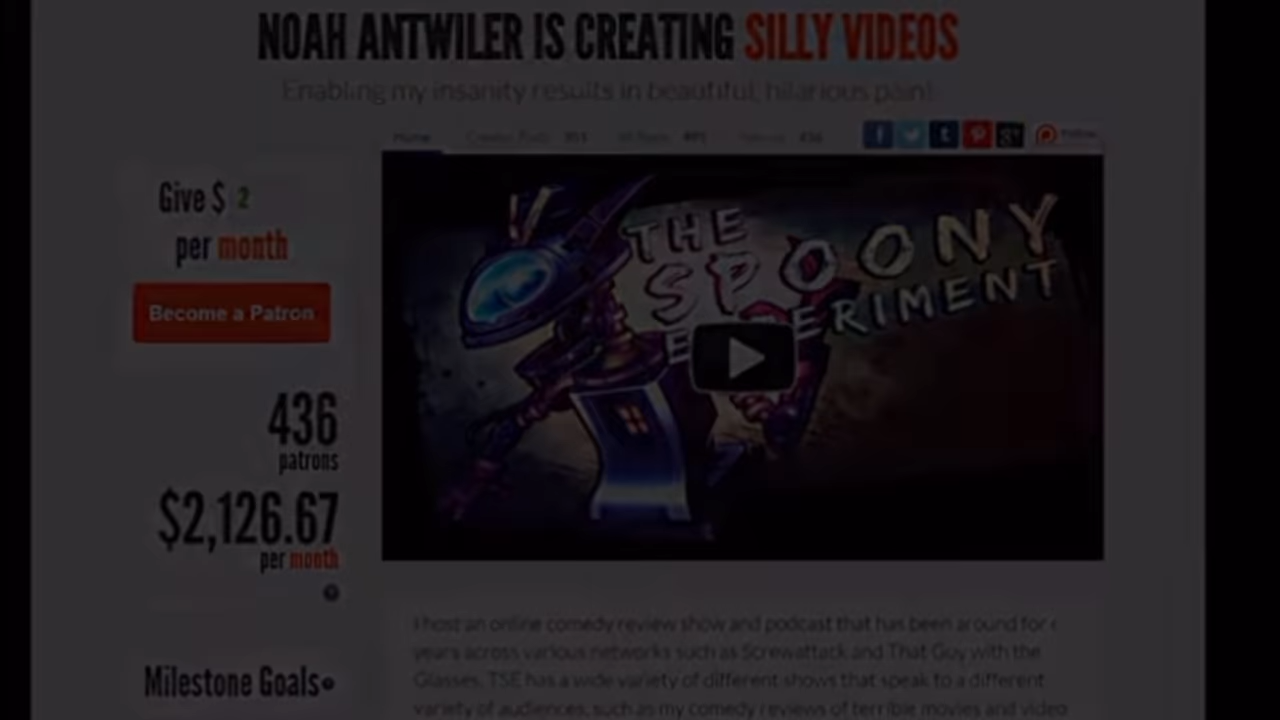 NOAH ANTWILER IS CREATING SILLY VIDEOS
Enabling my insanity results in beautiful, hilarious pain!
Home
Give $ 2
per month
Become a Patron
436
patrons
$2,126.67
per month
Milestone Goals
THE
SPOONY
EXPERIMENT
I host an online comedy review show and podcast that has been around for
years across various networks such as Screwattack and That Guy with the
Glasses. TSE has a wide variety of different shows that speak to a different
variety of audiences, such as my comedy reviews of terrible movies and video